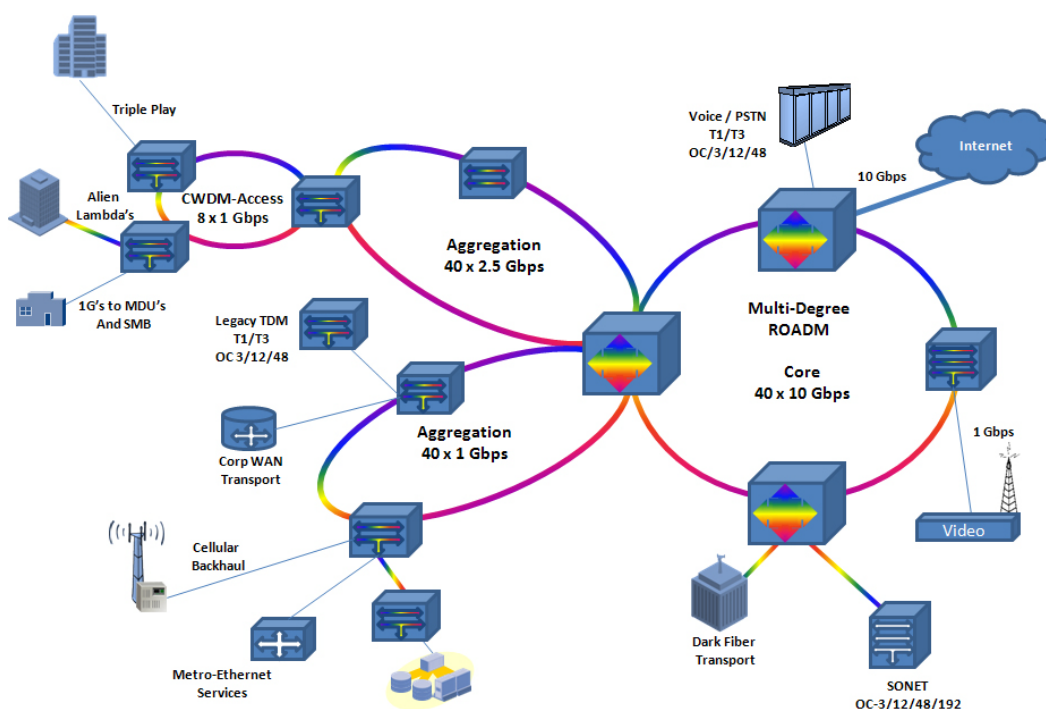 Triple Play
Alien
Lambda's
CWDM-Access
8 x 1 Gbps
1G's to MDU's
And SMB
Aggregation
40 x 2.5 Gbps
Voice / PSTN
T1/T3
OC/3/12/48
10 Gbps
Internet
Multi-Degree
ROADM
Core
40 x 10 Gbps
Legacy TDM
T1/T3
OC 3/12/48
Aggregation
40 x 1 Gbps
Corp WAN
Transport
1 Gbps
Video
Cellular
Backhaul
Metro-Ethernet
Services
Dark Fiber
Transport
SONET
OC-3/12/48/192